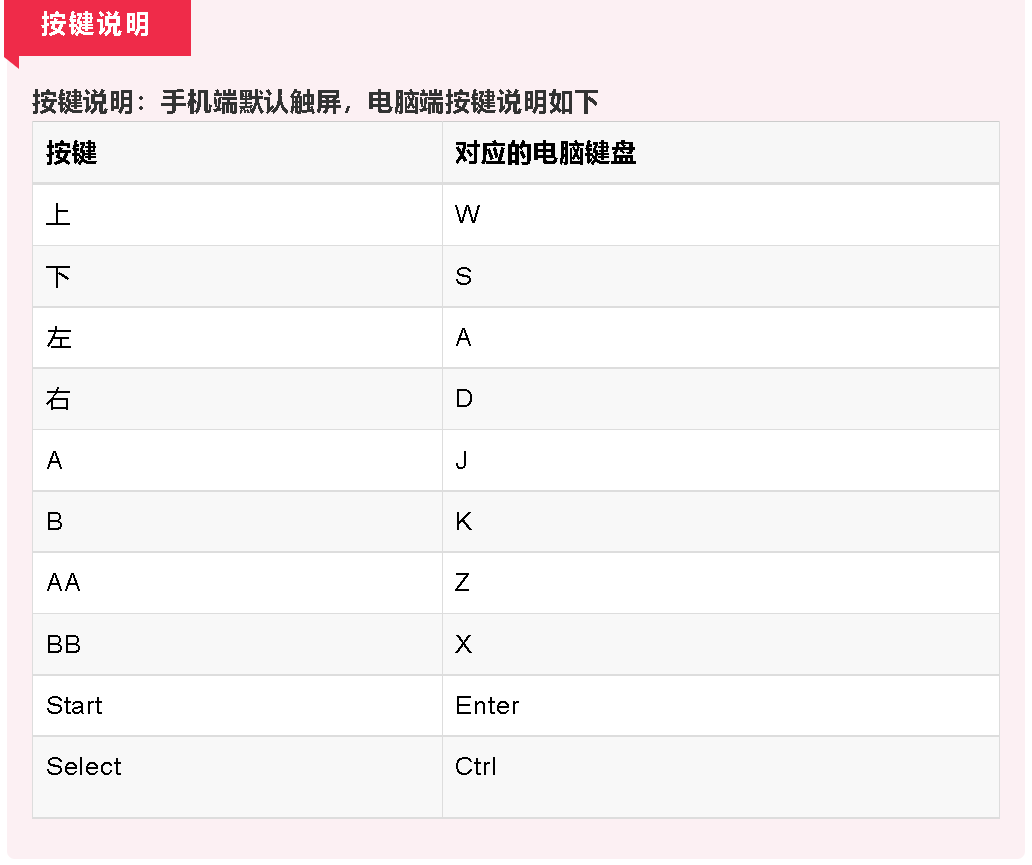 按键说明
按键说明：手机端默认触屏，电脑端按键说明如下
按键 对应的电脑键盘
上 W
下 S
左 A
右 D
A J
B K
AA Z
BB X
Start Enter
Select Ctrl